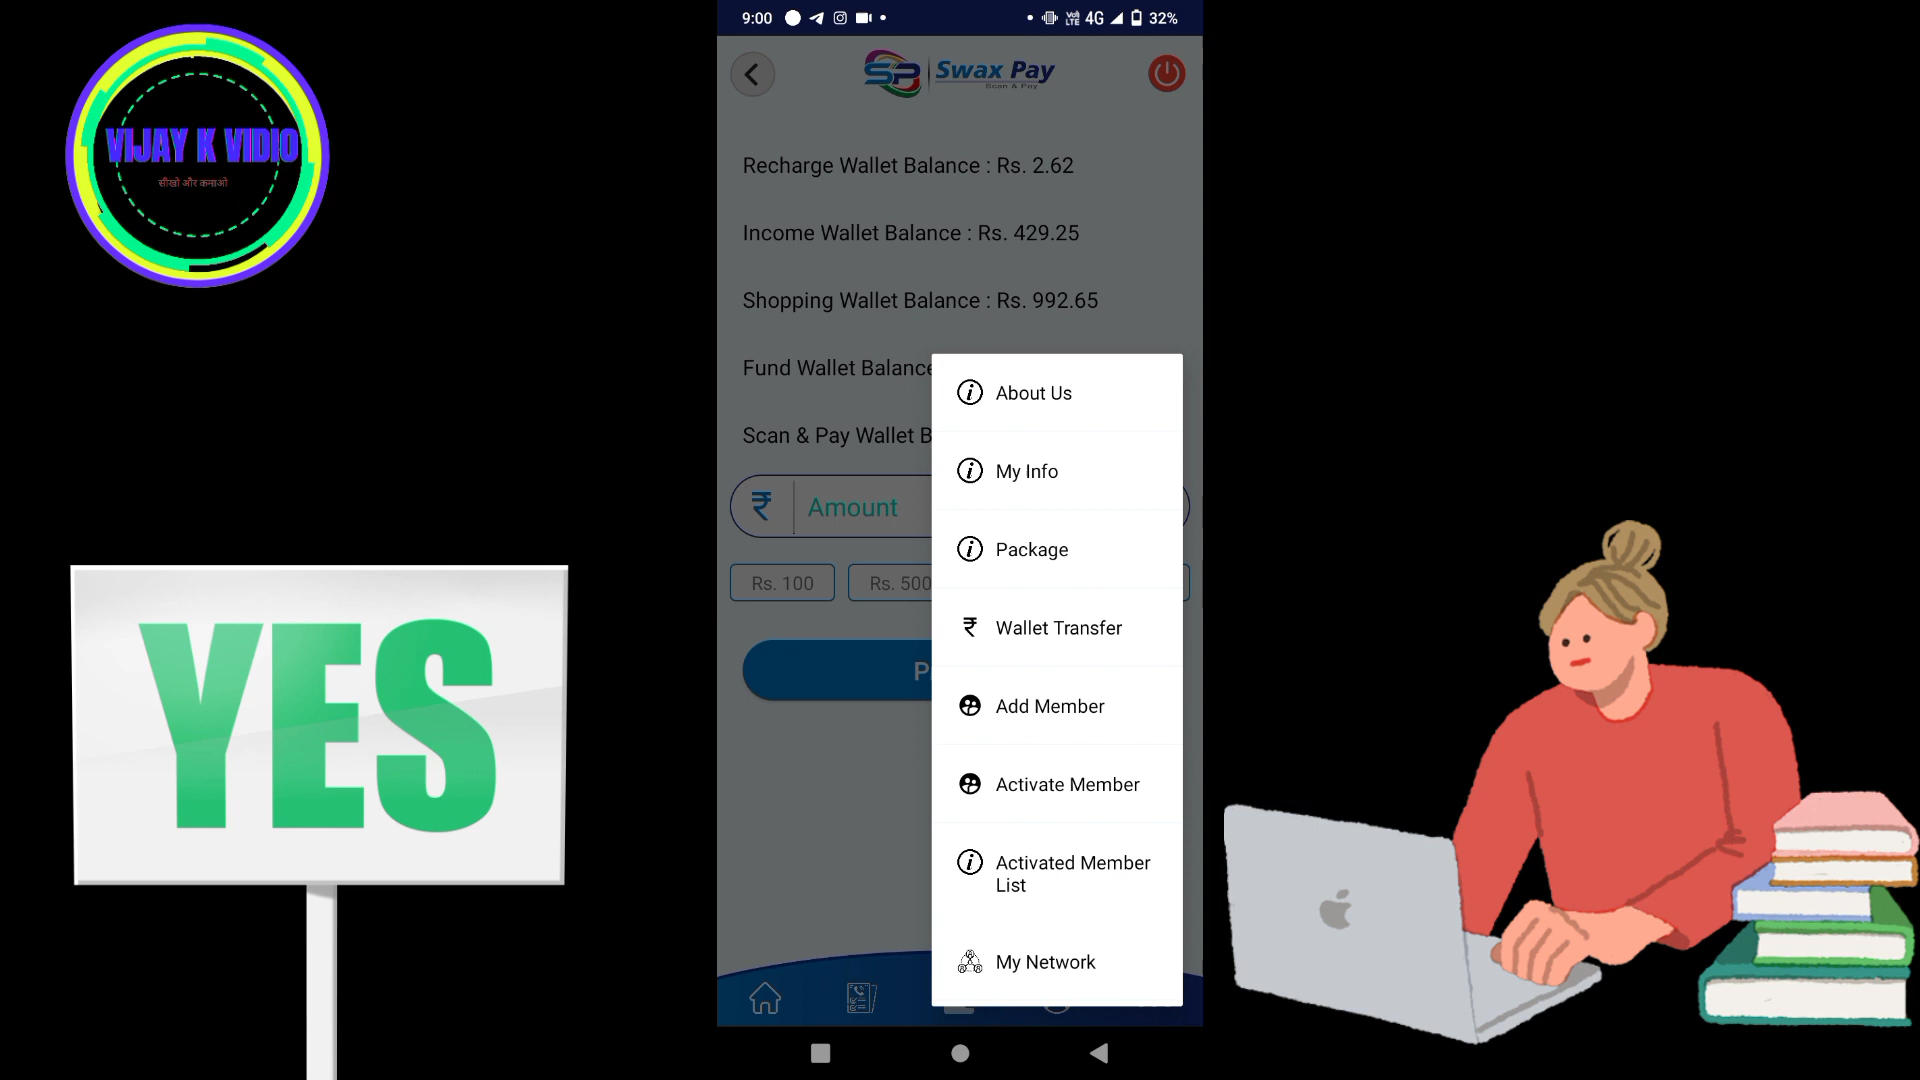 VIJAY K VIDIO
सीखो और कमाओ
YES
9:00
Vo)
LTE
4G
32%
SP
Swax Pay
Scan & Pay
Recharge Wallet Balance : Rs. 2.62
Income Wallet Balance : Rs. 429.25
Shopping Wallet Balance : Rs. 992.65
Fund Wallet Balance
Scan & Pay Wallet B
₹ Amount
Rs. 100
Rs. 500
About Us
My Info
Package
₹ Wallet Transfer
Add Member
Activate Member
Activated Member
List
My Network